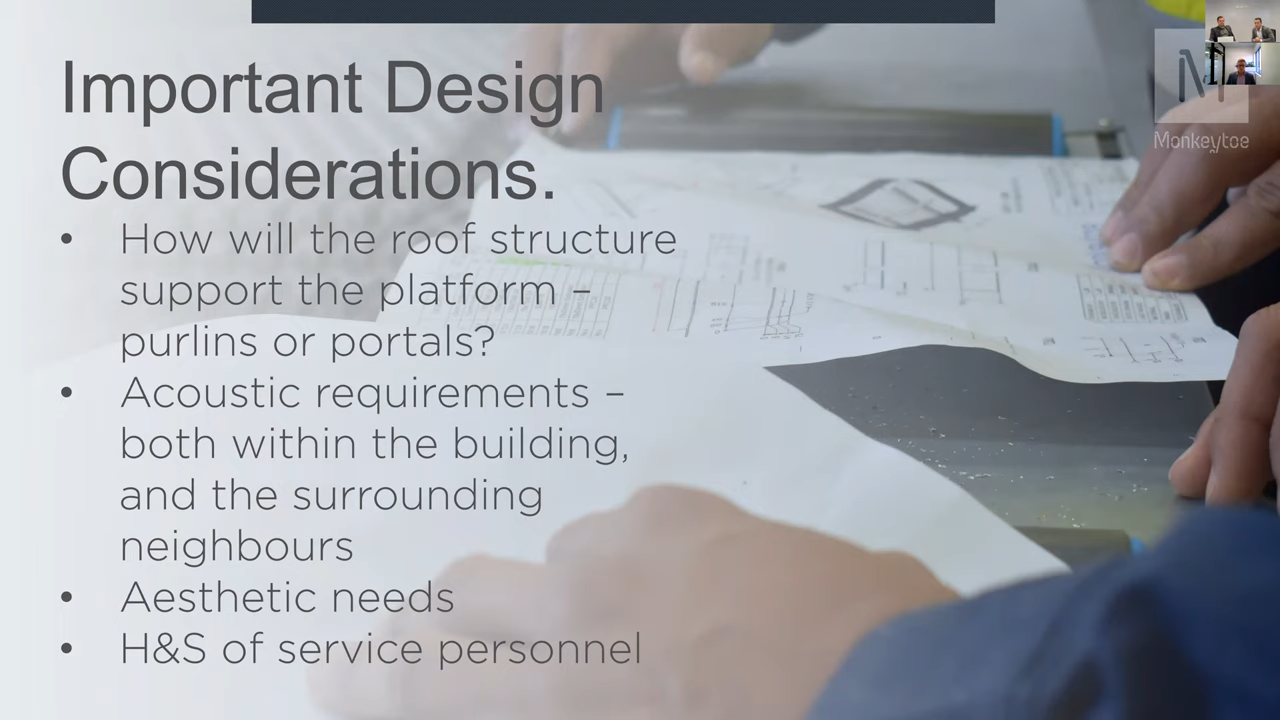 Important Design
Considerations.
• How will the roof structure
support the platform –
purlins or portals?
• Acoustic requirements –
both within the building,
and the surrounding
neighbours
• Aesthetic needs
• H&S of service personnel
M
Monkeytoe